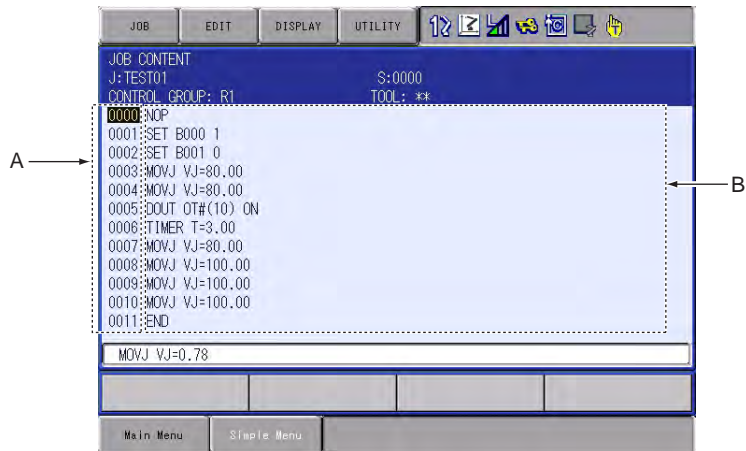 JOB EDIT DISPLAY UTILITY
JOB CONTENT
J:TEST01 S:0000
CONTROL GROUP: R1 TOOL: **
0000 NOP
0001 SET B000 1
0002 SET B001 0
0003 MOVJ VJ=80.00
0004 MOVJ VJ=80.00
0005 DOUT OT#(10) ON
0006 TIMER T=3.00
0007 MOVJ VJ=80.00
0008 MOVJ VJ=100.00
0009 MOVJ VJ=100.00
0010 MOVJ VJ=100.00
0011 END
A
B
MOVJ VJ=0.78
Main Menu Simple Menu